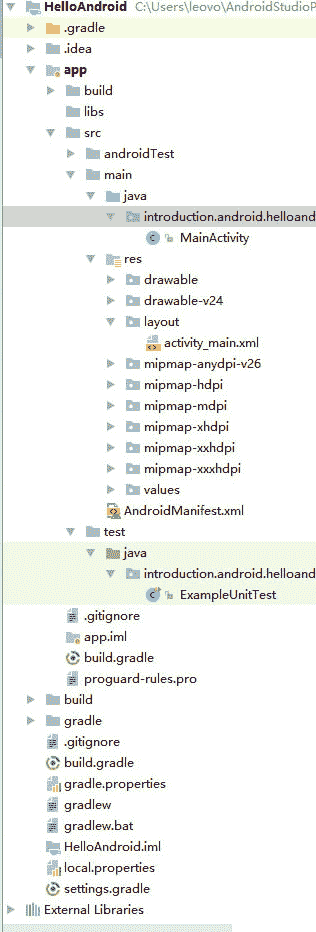 HelloAndroid C:\Users\leovo\AndroidStudioP
.gradle
.idea
app
build
libs
src
androidTest
main
java
introduction.android.helloand
MainActivity
res
drawable
drawable-v24
layout
activity_main.xml
mipmap-anydpi-v26
mipmap-hdpi
mipmap-mdpi
mipmap-xhdpi
mipmap-xxhdpi
mipmap-xxxhdpi
values
AndroidManifest.xml
test
java
introduction.android.helloand
ExampleUnitTest
.gitignore
app.iml
build.gradle
proguard-rules.pro
build
gradle
.gitignore
build.gradle
gradle.properties
gradlew
gradlew.bat
HelloAndroid.iml
local.properties
settings.gradle
External Libraries